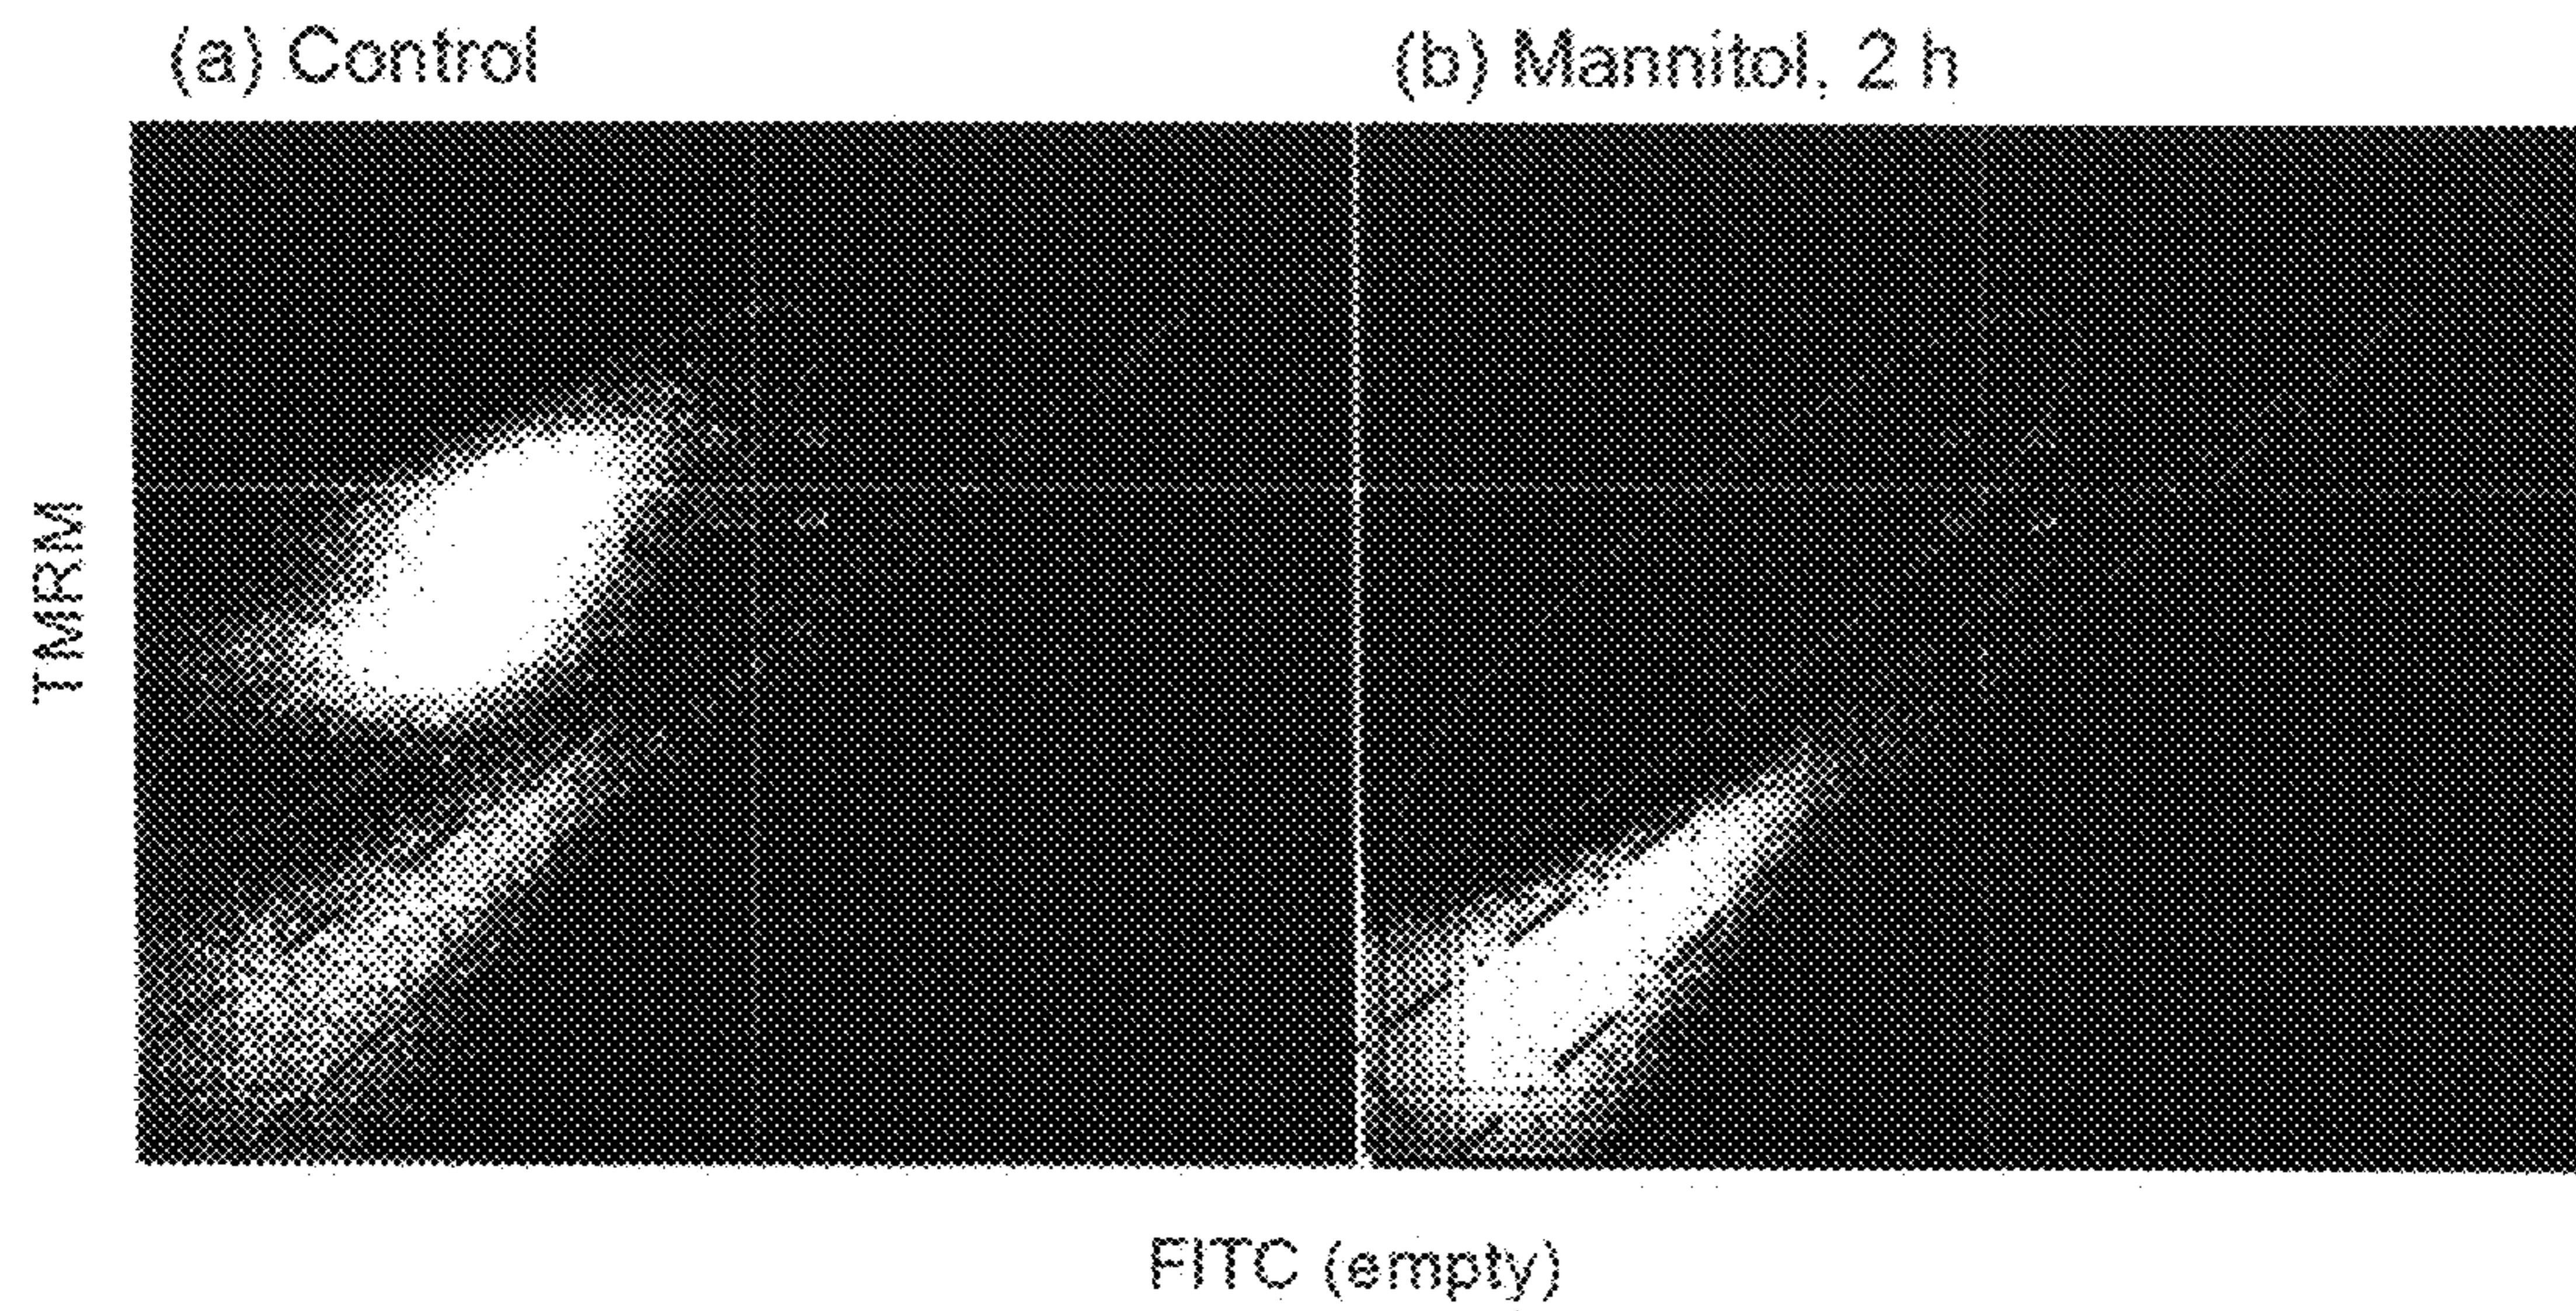 (a) Control
(b) Mannitol, 2 h
TMRM
FITC (empty)